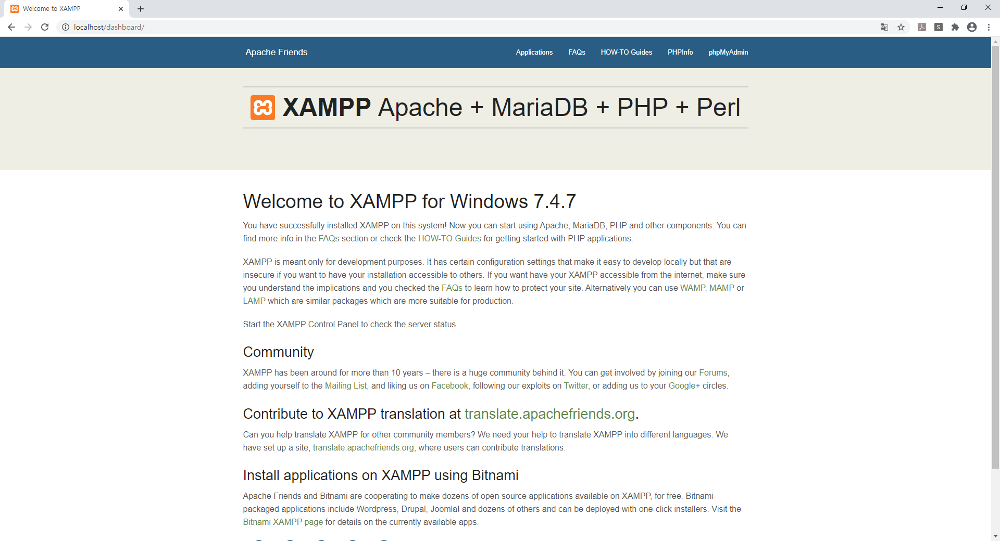 Welcome to XAMPP
localhost/dashboard/
S
Apache Friends
Applications
FAQs
HOW-TO Guides
PHPInfo
phpMyAdmin
XAMPP Apache + MariaDB + PHP + Perl
Welcome to XAMPP for Windows 7.4.7
You have successfully installed XAMPP on this system! Now you can start using Apache, MariaDB, PHP and other components. You can
find more info in the FAQs section or check the HOW-TO Guides for getting started with PHP applications.
XAMPP is meant only for development purposes. It has certain configuration settings that make it easy to develop locally but that are
insecure if you want to have your installation accessible to others. If you want have your XAMPP accessible from the internet, make sure
you understand the implications and you checked the FAQs to learn how to protect your site. Alternatively you can use WAMP, MAMP or
LAMP which are similar packages which are more suitable for production.
Start the XAMPP Control Panel to check the server status.
Community
XAMPP has been around for more than 10 years – there is a huge community behind it. You can get involved by joining our Forums,
adding yourself to the Mailing List, and liking us on Facebook, following our exploits on Twitter, or adding us to your Google+ circles.
Contribute to XAMPP translation at translate.apachefriends.org.
Can you help translate XAMPP for other community members? We need your help to translate XAMPP into different languages. We
have set up a site, translate.apachefriends.org, where users can contribute translations.
Install applications on XAMPP using Bitnami
Apache Friends and Bitnami are cooperating to make dozens of open source applications available on XAMPP, for free. Bitnami-
packaged applications include Wordpress, Drupal, Joomla! and dozens of others and can be deployed with one-click installers. Visit the
Bitnami XAMPP page for details on the currently available apps.